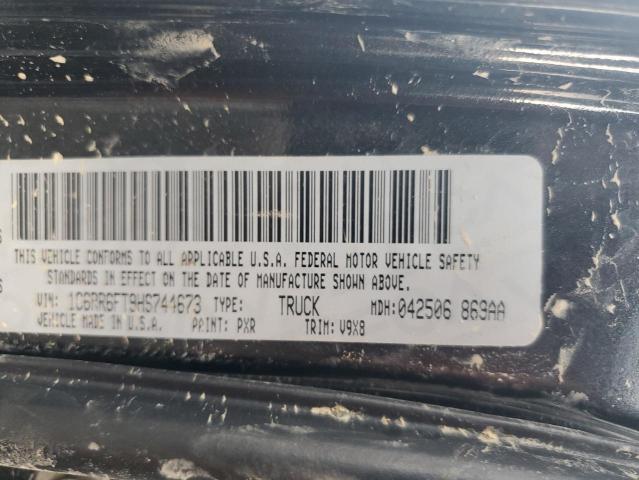 THIS VEHICLE CONFORMS TO ALL APPLICABLE U.S.A. FEDERAL MOTOR VEHICLE SAFETY
STANDARDS IN EFFECT ON THE DATE OF MANUFACTURE SHOWN ABOVE.
VIN: 1C6RR6FT9HS744673 TYPE: TRUCK MDH: 042506 869AA
VEHICLE MADE IN U.S.A. PAINT: PXR TRIM: V9X8